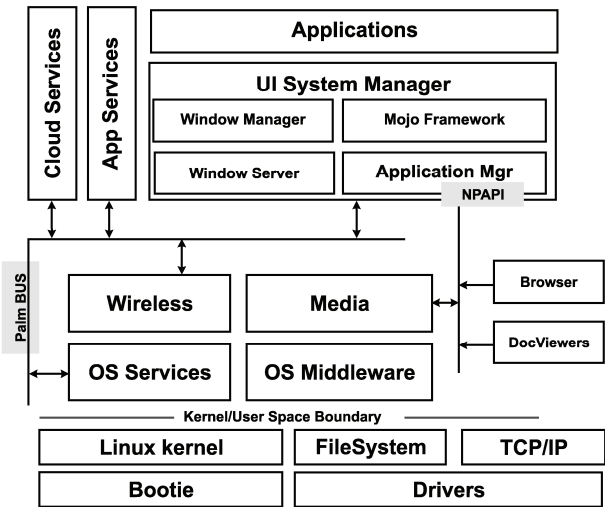 Cloud Services
App Services
Applications
UI System Manager
Window Manager
Mojo Framework
Window Server
Application Mgr
NPAPI
Palm BUS
Wireless
Media
Browser
DocViewers
OS Services
OS Middleware
Kernel/User Space Boundary
Linux kernel
FileSystem
TCP/IP
Bootie
Drivers